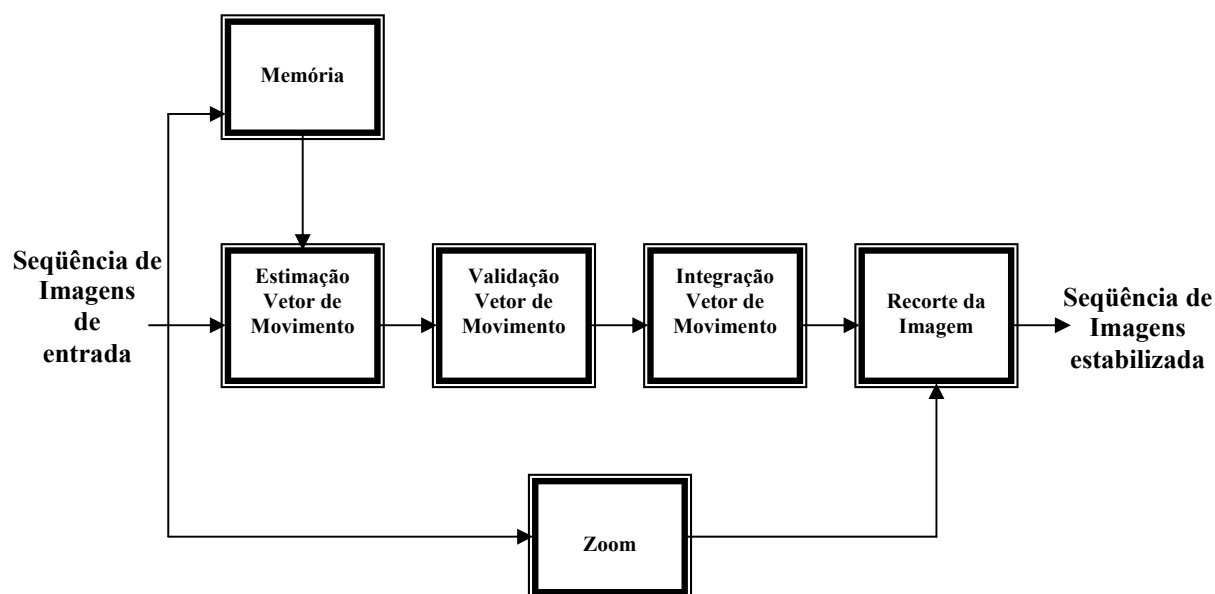 Memória
Seqüência de
Imagens
de
entrada
Estimação
Vetor de
Movimento
Validação
Vetor de
Movimento
Integração
Vetor de
Movimento
Recorte da
Imagem
Seqüência de
Imagens
estabilizada
Zoom